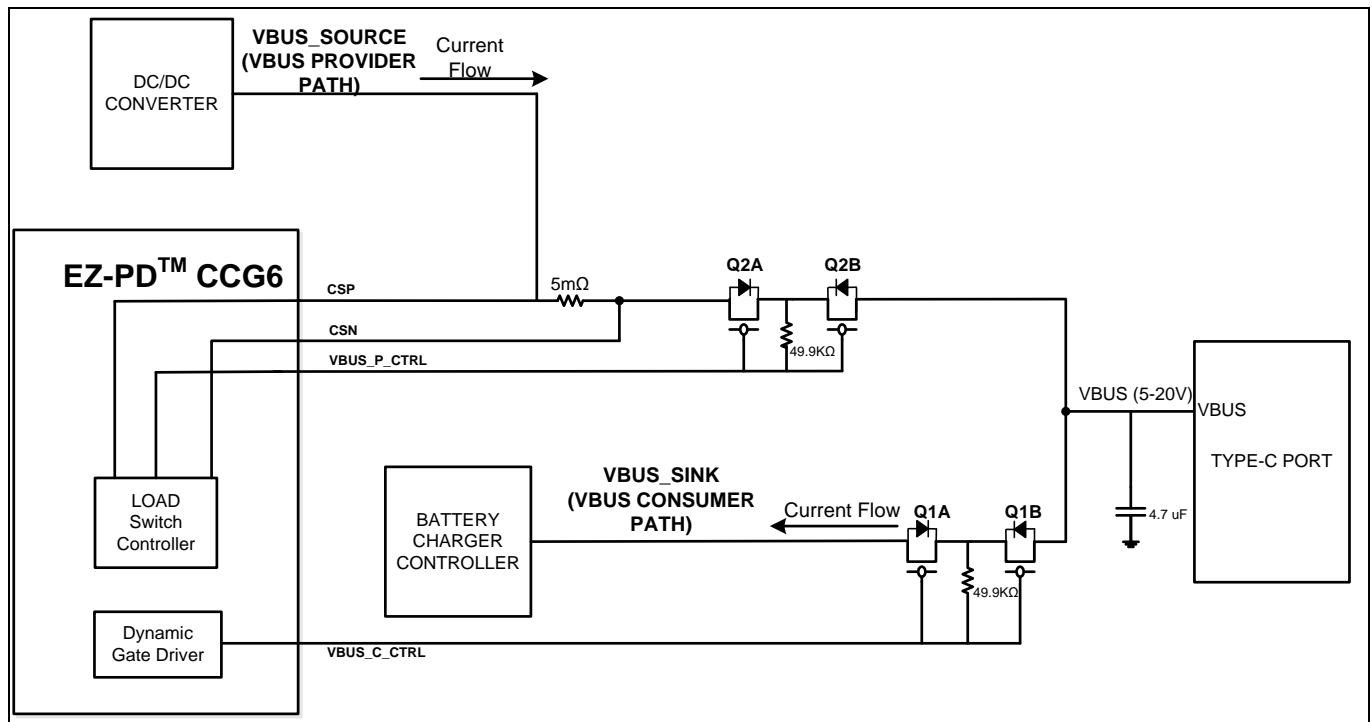 DC/DC
CONVERTER
VBUS_SOURCE
(VBUS PROVIDER
PATH)
Current
Flow
EZ-PD™ CCG6
CSP
5mΩ
CSN
VBUS_P_CTRL
Q2A
Q2B
49.9KΩ
VBUS (5-20V)
VBUS
TYPE-C PORT
4.7 uF
LOAD
Switch
Controller
BATTERY
CHARGER
CONTROLLER
VBUS_SINK
(VBUS CONSUMER
PATH)
Current Flow
Q1A
Q1B
49.9KΩ
Dynamic
Gate Driver
VBUS_C_CTRL